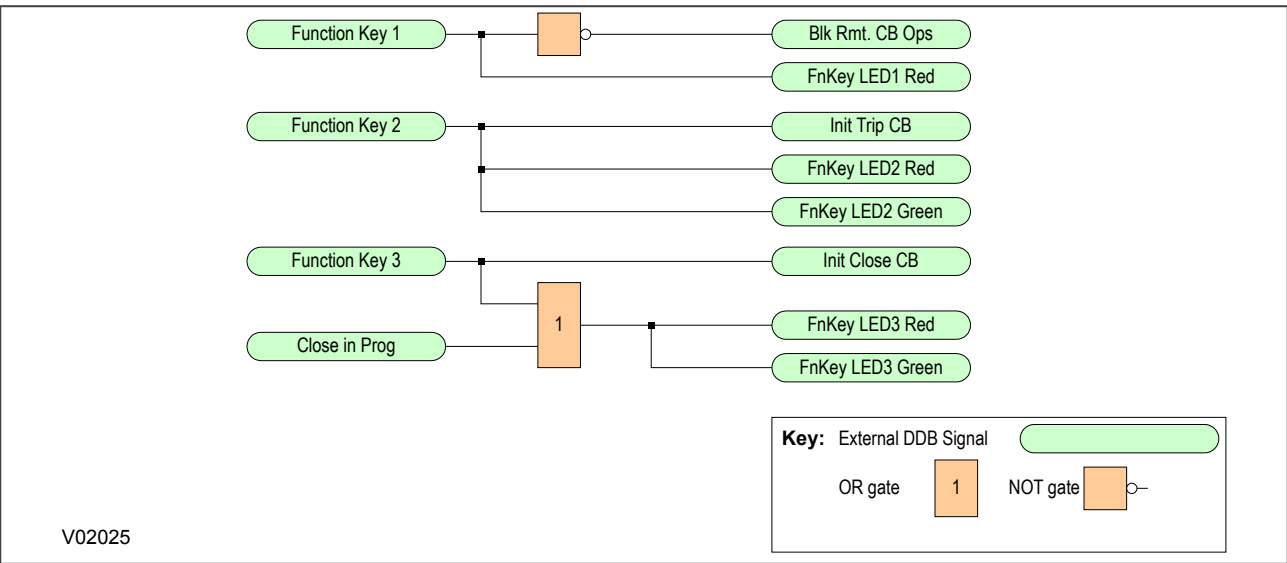 Function Key 1
Blk Rmt. CB Ops
FnKey LED1 Red
Function Key 2
Init Trip CB
FnKey LED2 Red
FnKey LED2 Green
Function Key 3
Init Close CB
1
FnKey LED3 Red
Close in Prog
FnKey LED3 Green
Key: External DDB Signal
OR gate 1 NOT gate
V02025